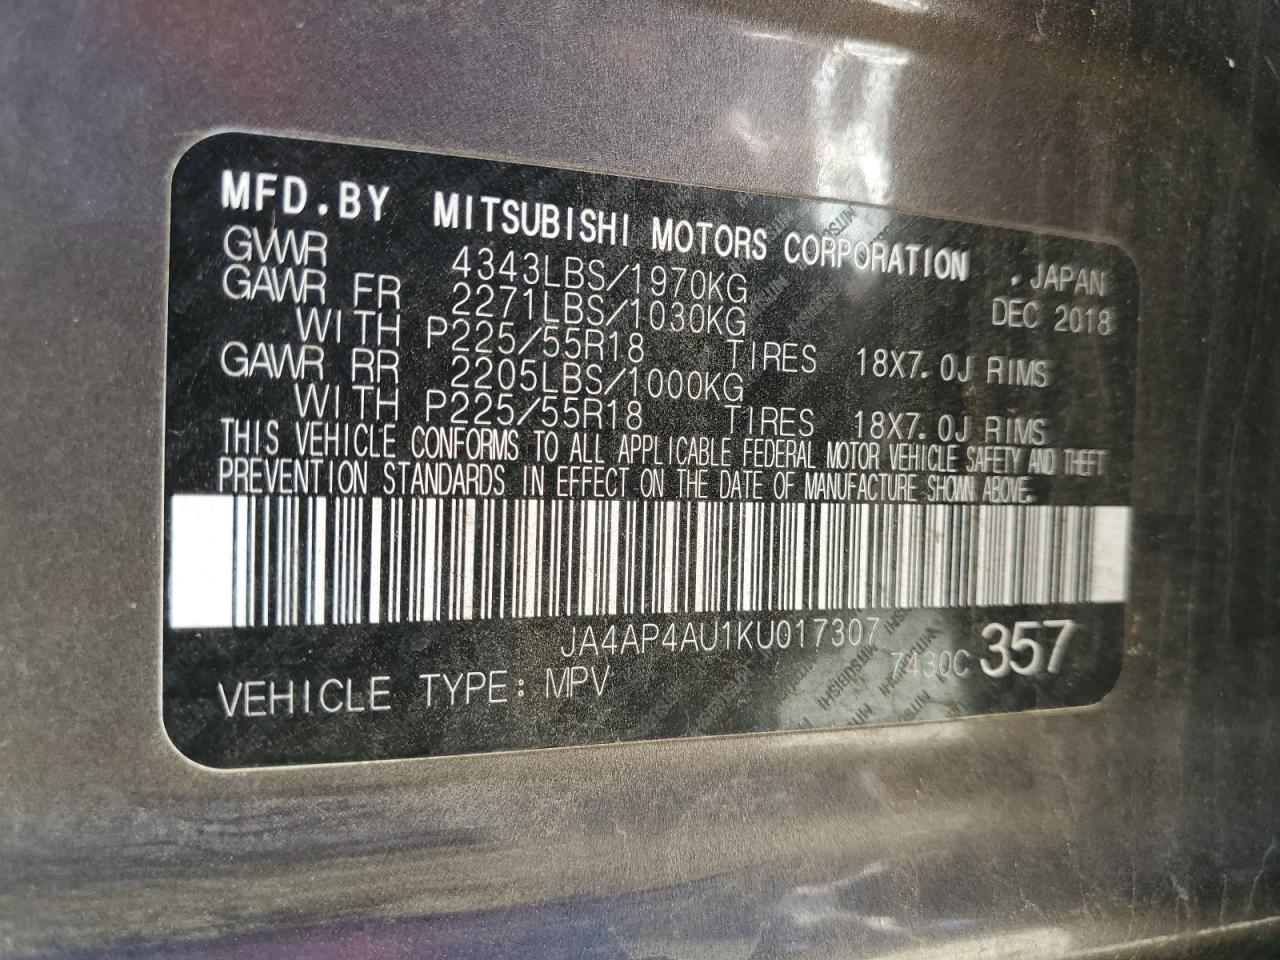 MFD.BY MITSUBISHI MOTORS CORPORATION . JAPAN
GVWR 4343LBS/1970KG DEC 2018
GAWR FR 2271LBS/1030KG
WITH P225/55R18 TIRES 18X7.0J RIMS
GAWR RR 2205LBS/1000KG
WITH P225/55R18 TIRES 18X7.0J RIMS
THIS VEHICLE CONFORMS TO ALL APPLICABLE FEDERAL MOTOR VEHICLE SAFETY AND THEFT
PREVENTION STANDARDS IN EFFECT ON THE DATE OF MANUFACTURE SHOWN ABOVE.
JA4AP4AU1KU017307
VEHICLE TYPE: MPV 7430C 357